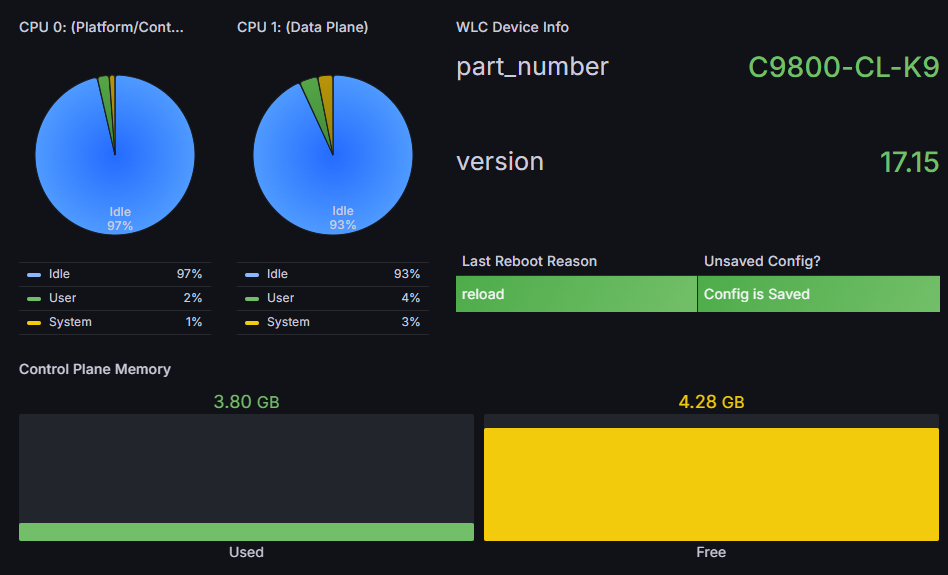 CPU 0: (Platform/Cont...
Idle
97%
Idle 97%
User 2%
System 1%
CPU 1: (Data Plane)
Idle
93%
Idle 93%
User 4%
System 3%
WLC Device Info
part_number C9800-CL-K9
version 17.15
Last Reboot Reason Unsaved Config?
reload Config is Saved
Control Plane Memory
3.80 GB
Used
4.28 GB
Free